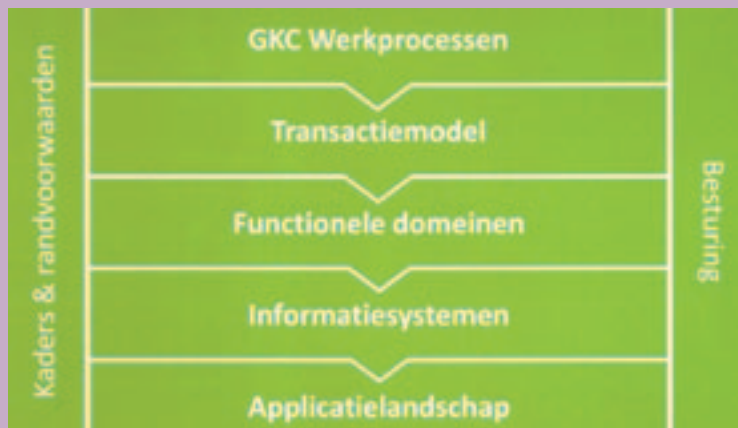 Kaders & randvoorwaarden
GKC Werkprocessen
Transactiemodel
Functionele domeinen
Informatiesystemen
Applicatielandschap
Besturing